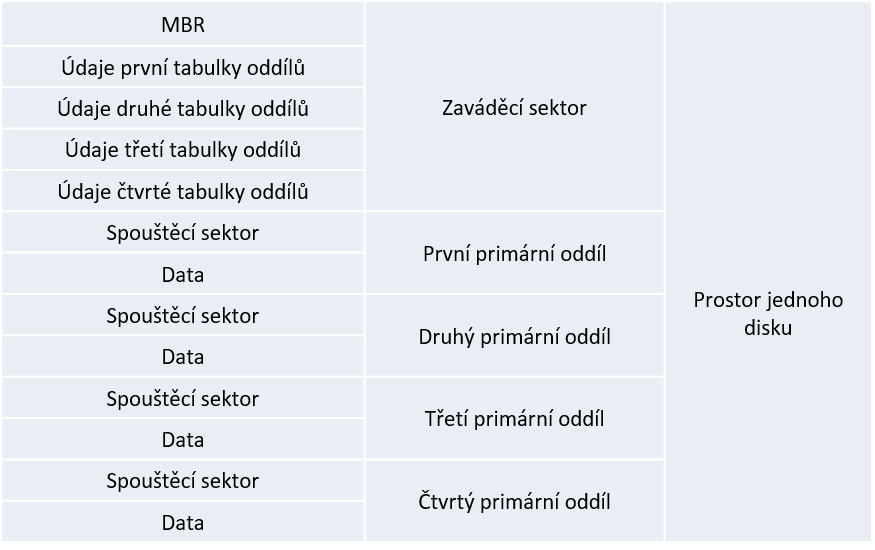 MBR
Údaje první tabulky oddílů
Údaje druhé tabulky oddílů
Údaje třetí tabulky oddílů
Údaje čtvrté tabulky oddílů
Zaváděcí sektor
Spouštěcí sektor
Data
První primární oddíl
Spouštěcí sektor
Data
Druhý primární oddíl
Spouštěcí sektor
Data
Třetí primární oddíl
Spouštěcí sektor
Data
Čtvrtý primární oddíl
Prostor jednoho
disku